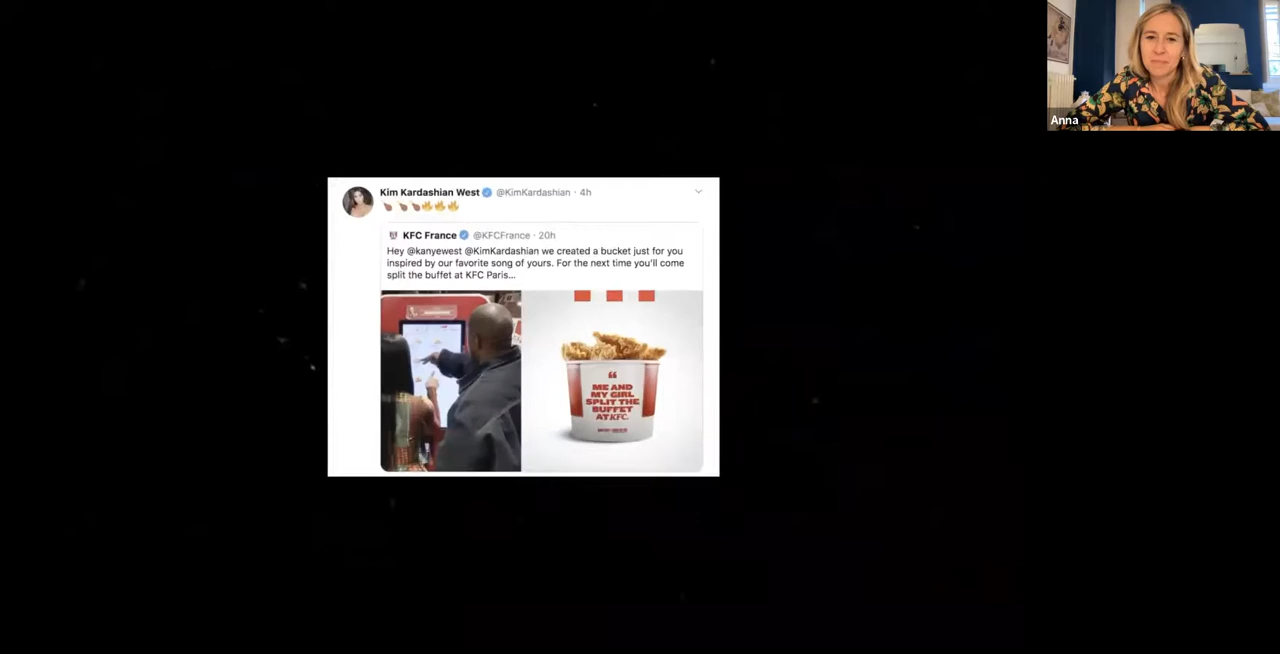 Anna
Kim Kardashian West @KimKardashian · 4h
🍗🍗🍗🔥🔥🔥
KFC France @KFCFrance · 20h
Hey @kanyewest @KimKardashian we created a bucket just for you
inspired by our favorite song of yours. For the next time you'll come
split the buffet at KFC Paris...
“
ME AND
MY GIRL
SPLIT THE
BUFFET
AT KFC.